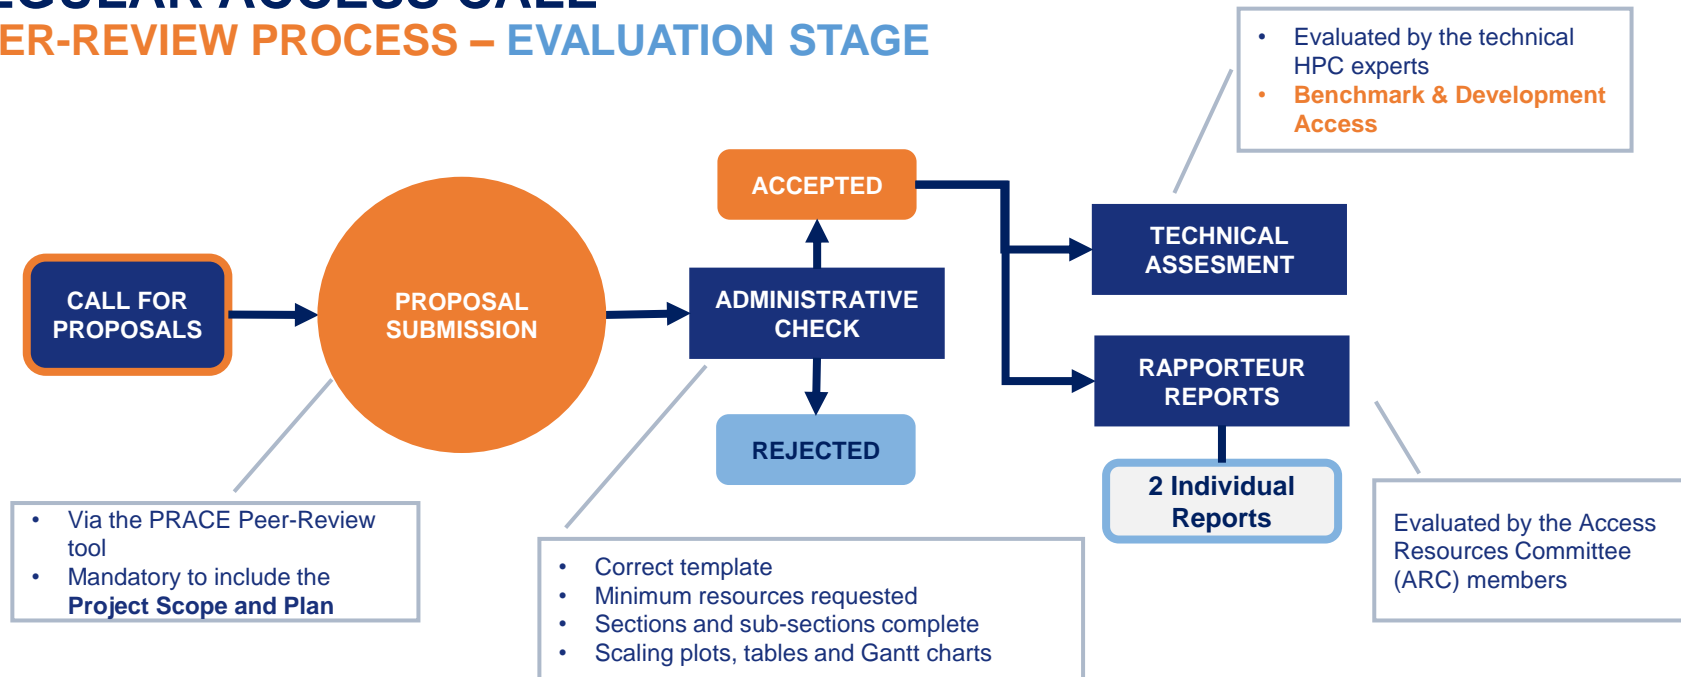 EGULAR ACCESS CALL
ER-REVIEW PROCESS – EVALUATION STAGE
• Evaluated by the technical
HPC experts
• Benchmark & Development
Access
ACCEPTED
TECHNICAL
ASSESMENT
CALL FOR
PROPOSALS
PROPOSAL
SUBMISSION
ADMINISTRATIVE
CHECK
RAPPORTEUR
REPORTS
REJECTED
2 Individual
Reports
• Via the PRACE Peer-Review
tool
• Mandatory to include the
Project Scope and Plan
• Correct template
• Minimum resources requested
• Sections and sub-sections complete
• Scaling plots, tables and Gantt charts
Evaluated by the Access
Resources Committee
(ARC) members